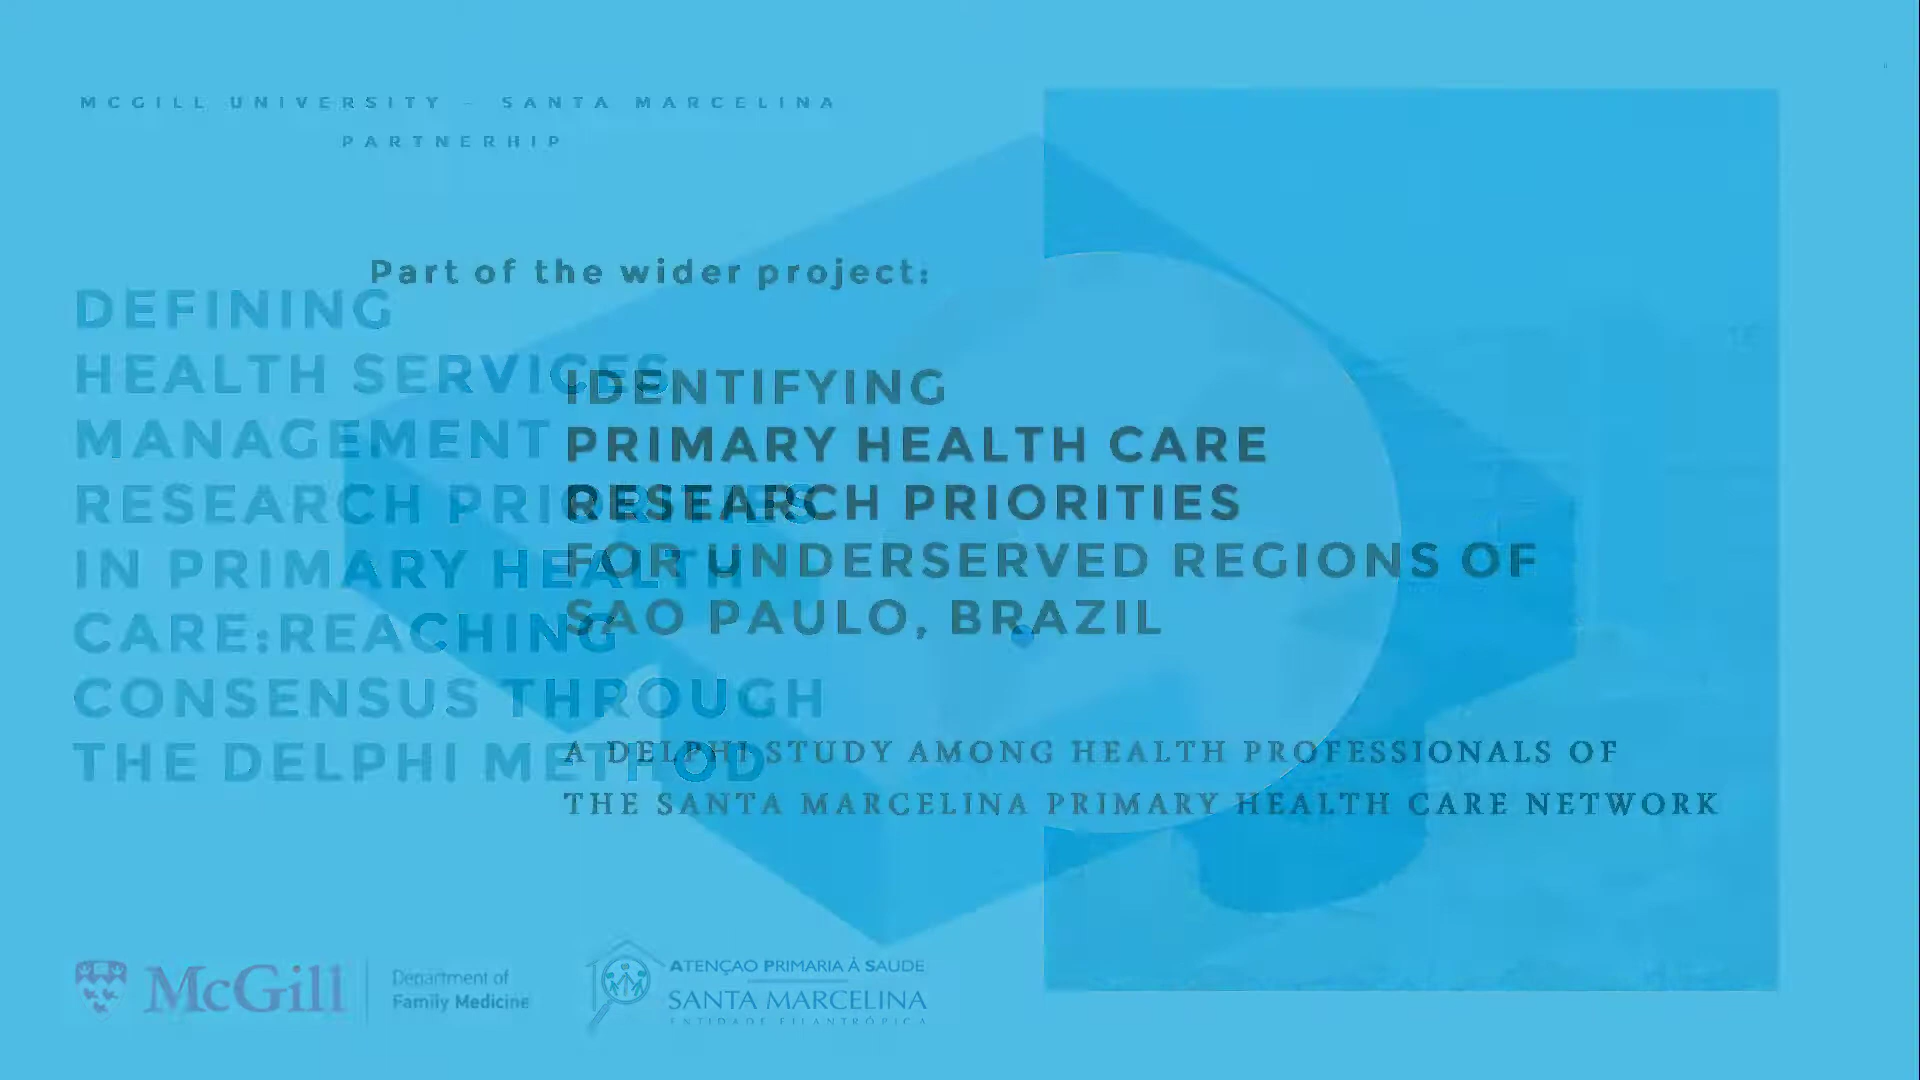 MCGILL UNIVERSITY - SANTA MARCELINA
PARTNERHIP
DEFINING
HEALTH SERVICES
MANAGEMENT
RESEARCH PRIORITIES
IN PRIMARY HEALTH
CARE:REACHING
CONSENSUS THROUGH
THE DELPHI METHOD
Part of the wider project:
IDENTIFYING
PRIMARY HEALTH CARE
RESEARCH PRIORITIES
FOR UNDERSERVED REGIONS OF
SAO PAULO, BRAZIL
A DELPHI STUDY AMONG HEALTH PROFESSIONALS OF
THE SANTA MARCELINA PRIMARY HEALTH CARE NETWORK
McGill
Department of
Family Medicine
ATENÇAO PRIMARIA À SAUDE
SANTA MARCELINA
ENTIDADE FILANTRÓPICA